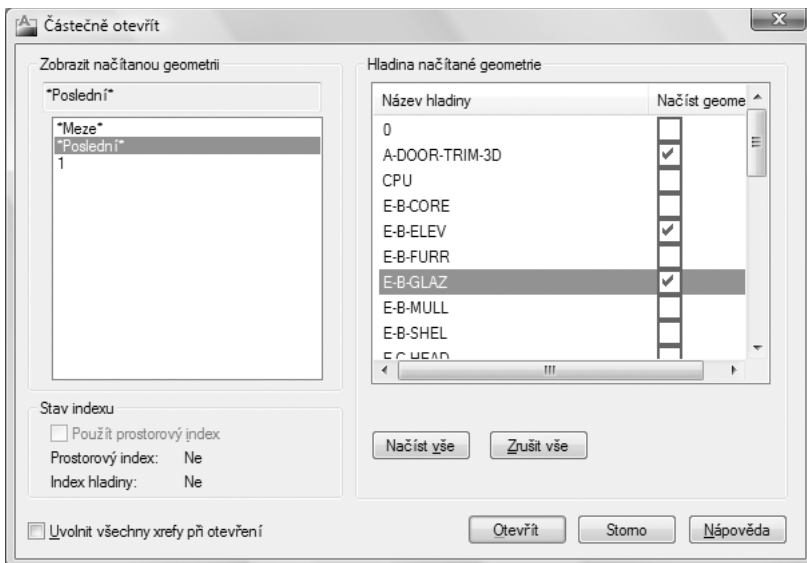 Částečně otevřít
Zobrazit načítanou geometrii
*Poslední*
*Meze*
*Poslední*
1
Stav indexu
Použít prostorový index
Prostorový index: Ne
Index hladiny: Ne
Uvolnit všechny xrefy při otevření
Hladina načítané geometrie
Název hladiny Načíst geome
0
A-DOOR-TRIM-3D
CPU
E-B-CORE
E-B-ELEV
E-B-FURR
E-B-GLAZ
E-B-MULL
E-B-SHEL
E-C-HEAD
Načíst vše Zrušit vše
Otevřít Storno Nápověda